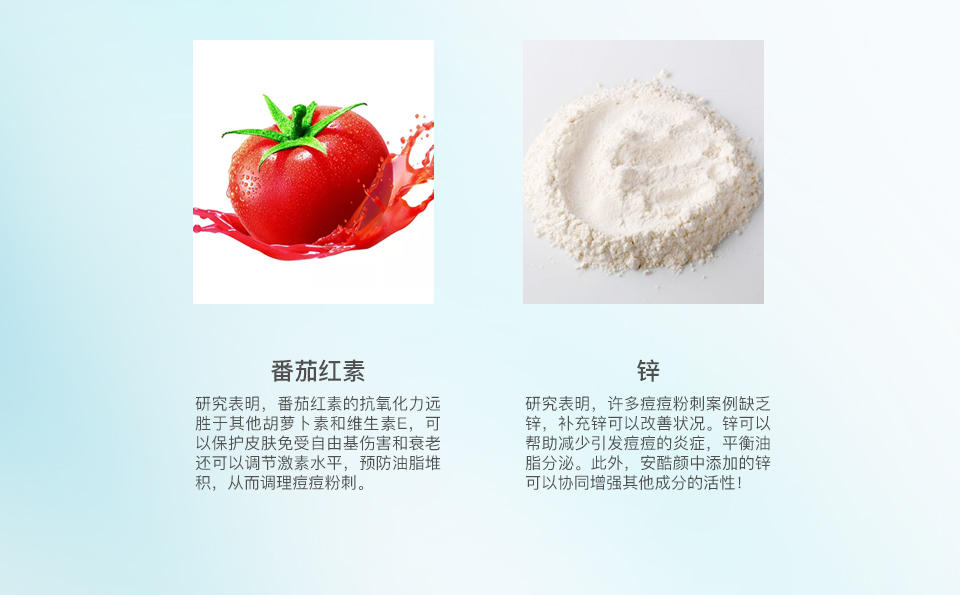 番茄红素
研究表明，番茄红素的抗氧化力远
胜于其他胡萝卜素和维生素E，可
以保护皮肤免受自由基伤害和衰老
还可以调节激素水平，预防油脂堆
积，从而调理痘痘粉刺。
锌
研究表明，许多痘痘粉刺案例缺乏
锌，补充锌可以改善状况。锌可以
帮助减少引发痘痘的炎症，平衡油
脂分泌。此外，安酷颜中添加的锌
可以协同增强其他成分的活性！